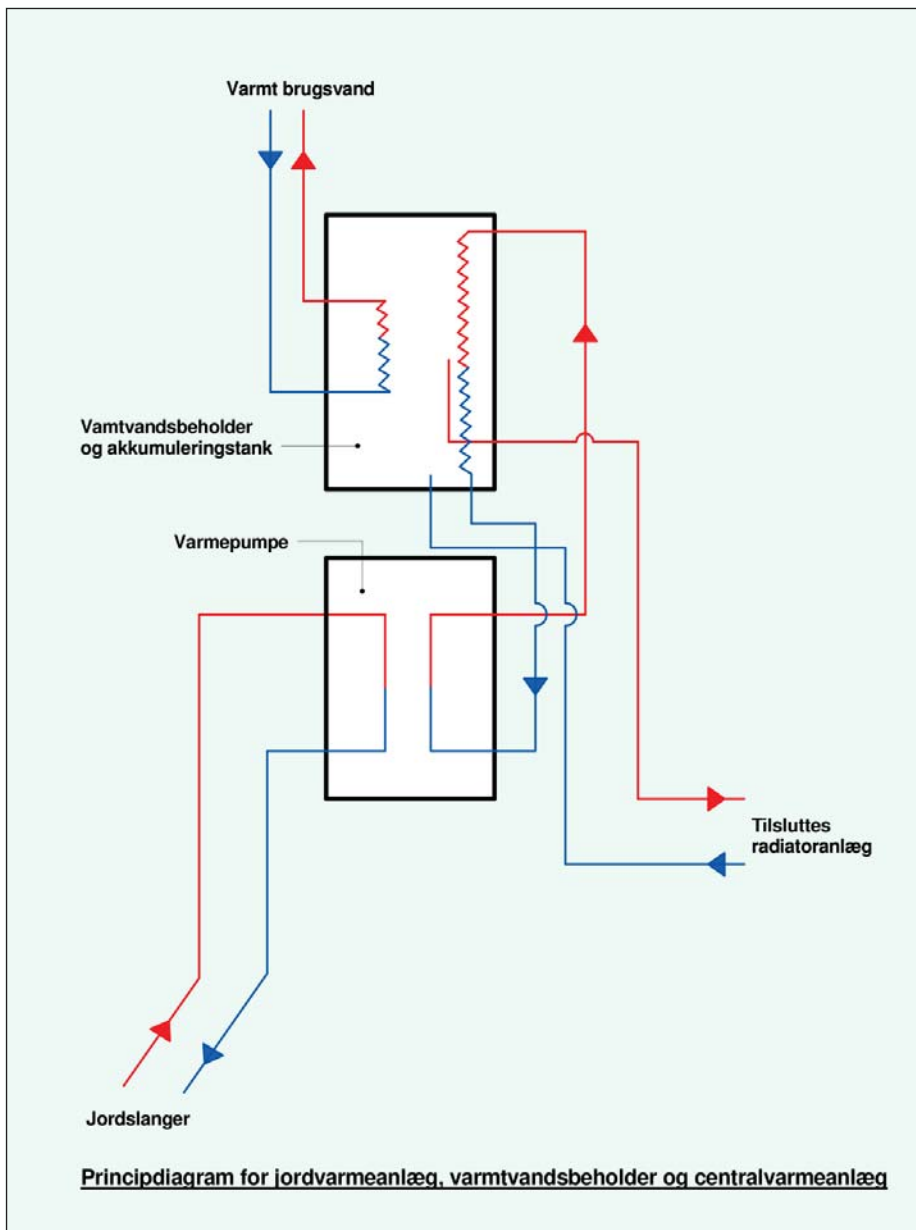 Varmt brugsvand
Vamtvandsbeholder
og akkumuleringstank
Varmepumpe
Tilsluttes
radiatoranlæg
Jordslanger
Principdiagram for jordvarmeanlæg, varmtvandsbeholder og centralvarmeanlæg